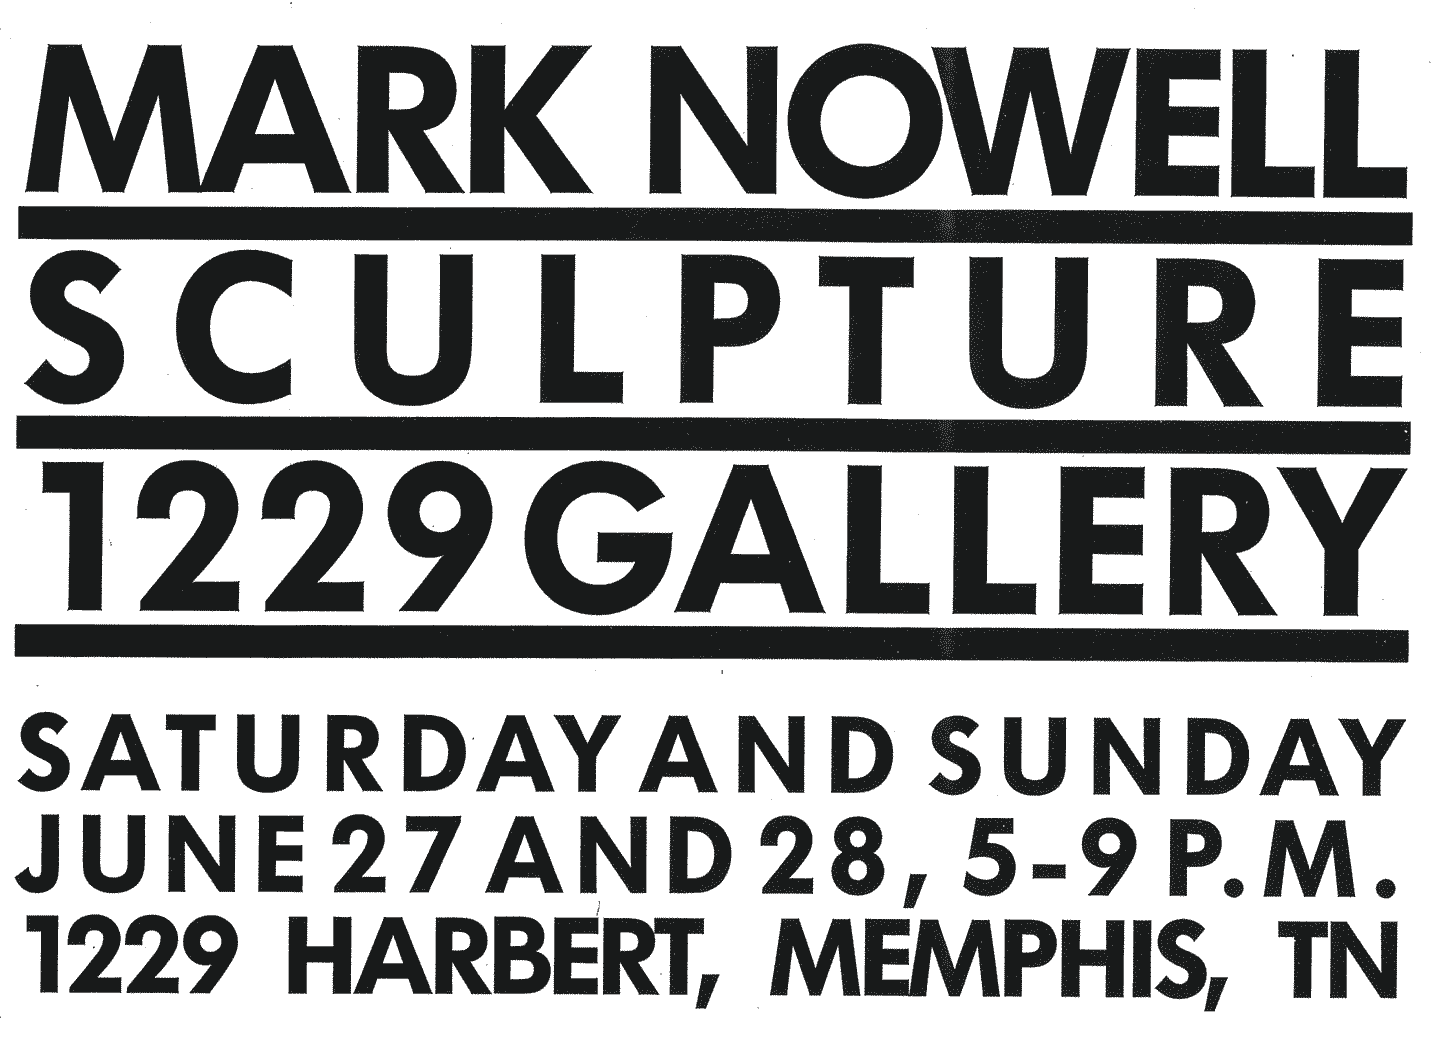 MARK NOWELL
SCULPTURE
1229 GALLERY
SATURDAY AND SUNDAY
JUNE 27 AND 28, 5-9 P.M.
1229 HARBERT, MEMPHIS, TN